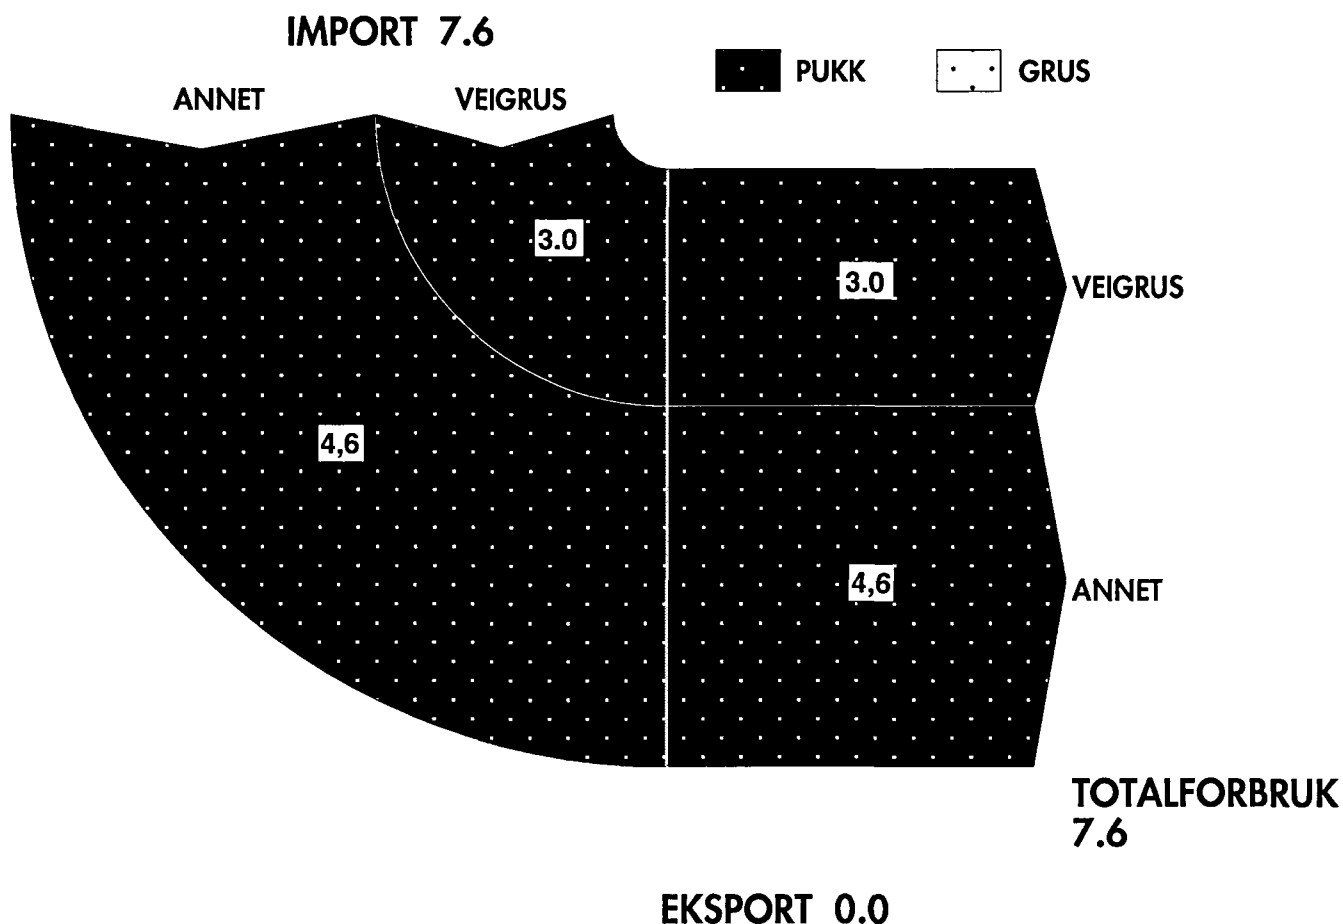 IMPORT 7.6
PUKK
GRUS
ANNET
VEIGRUS
3.0
3.0
VEIGRUS
4,6
4,6
ANNET
TOTALFORBRUK
7.6
EKSPORT 0.0